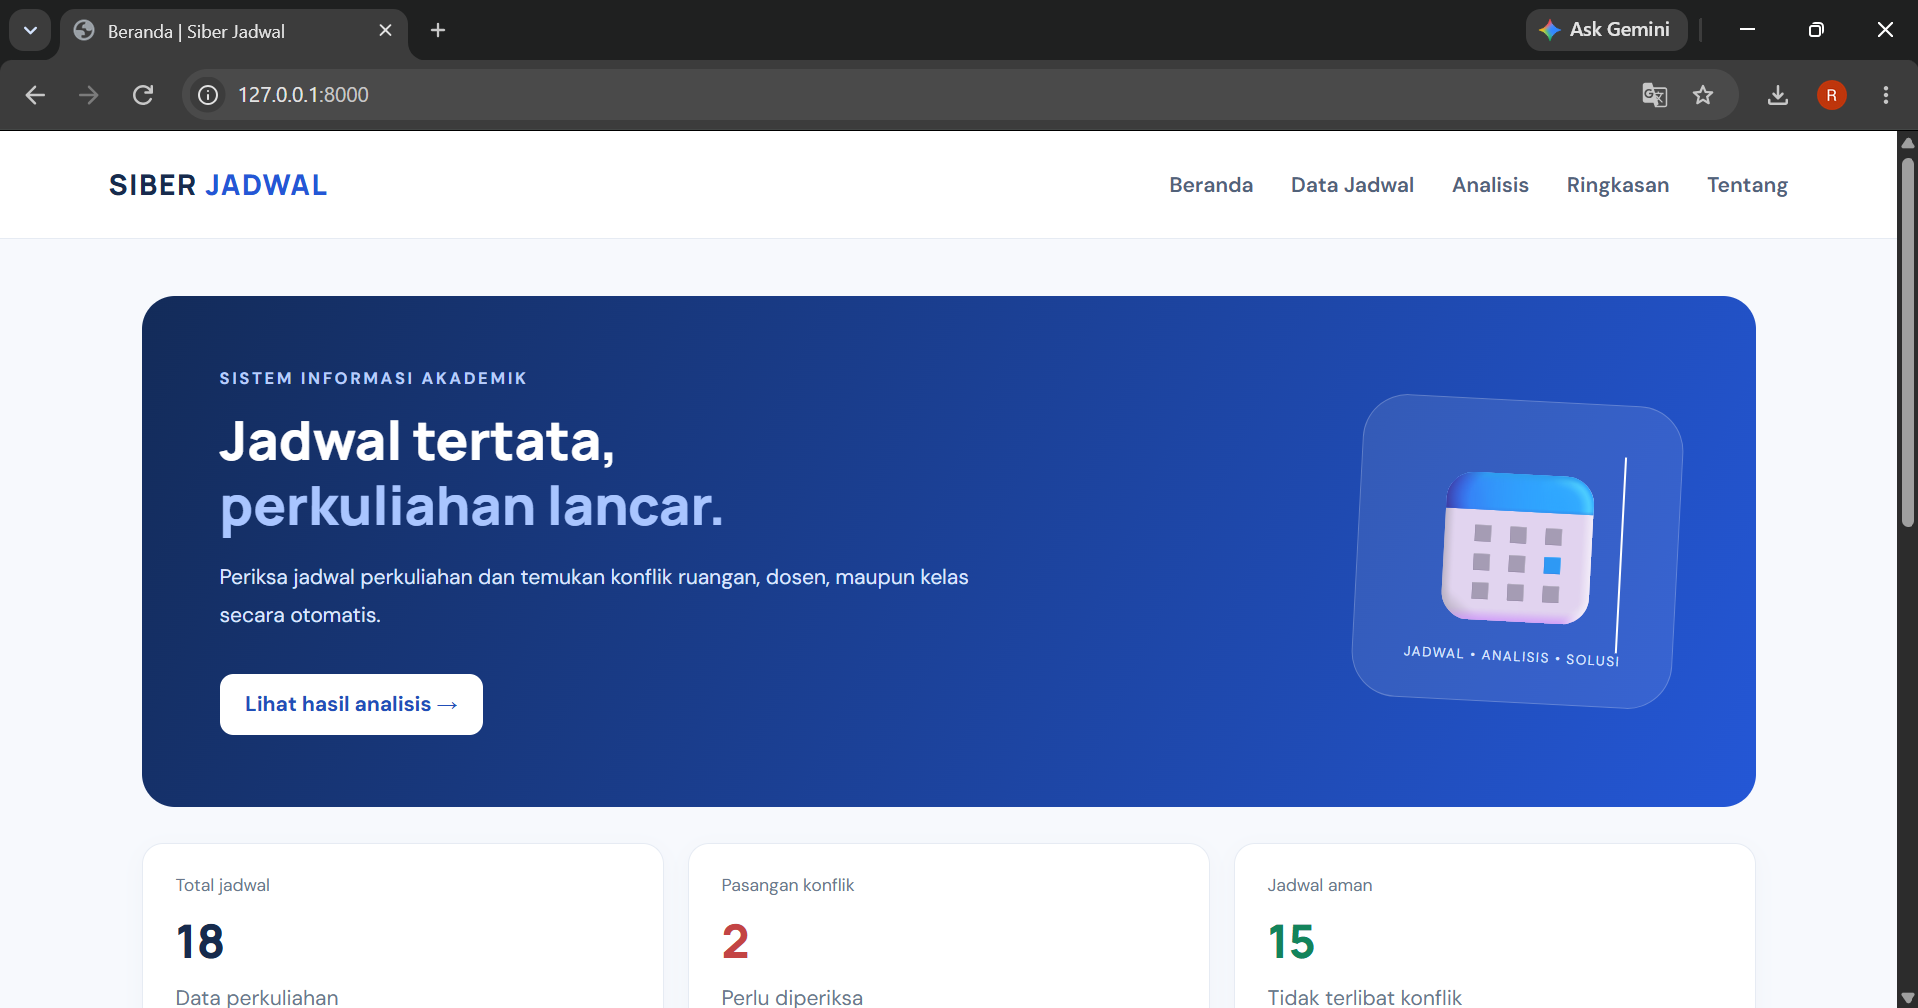 Beranda | Siber Jadwal
Ask Gemini
127.0.0.1:8000
R
SIBER JADWAL
Beranda
Data Jadwal
Analisis
Ringkasan
Tentang
SISTEM INFORMASI AKADEMIK
Jadwal tertata,
perkuliahan lancar.
Periksa jadwal perkuliahan dan temukan konflik ruangan, dosen, maupun kelas
secara otomatis.
Lihat hasil analisis →
JADWAL • ANALISIS • SOLUSI
Total jadwal
18
Data perkuliahan
Pasangan konflik
2
Perlu diperiksa
Jadwal aman
15
Tidak terlibat konflik